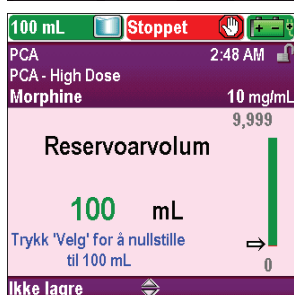 100 mL Stoppet
PCA 2:48 AM
PCA - High Dose
Morphine 10 mg/mL
9,999
Reservoarvolum
100 mL
Trykk 'Velg' for å nullstille
til 100 mL
0
Ikke lagre